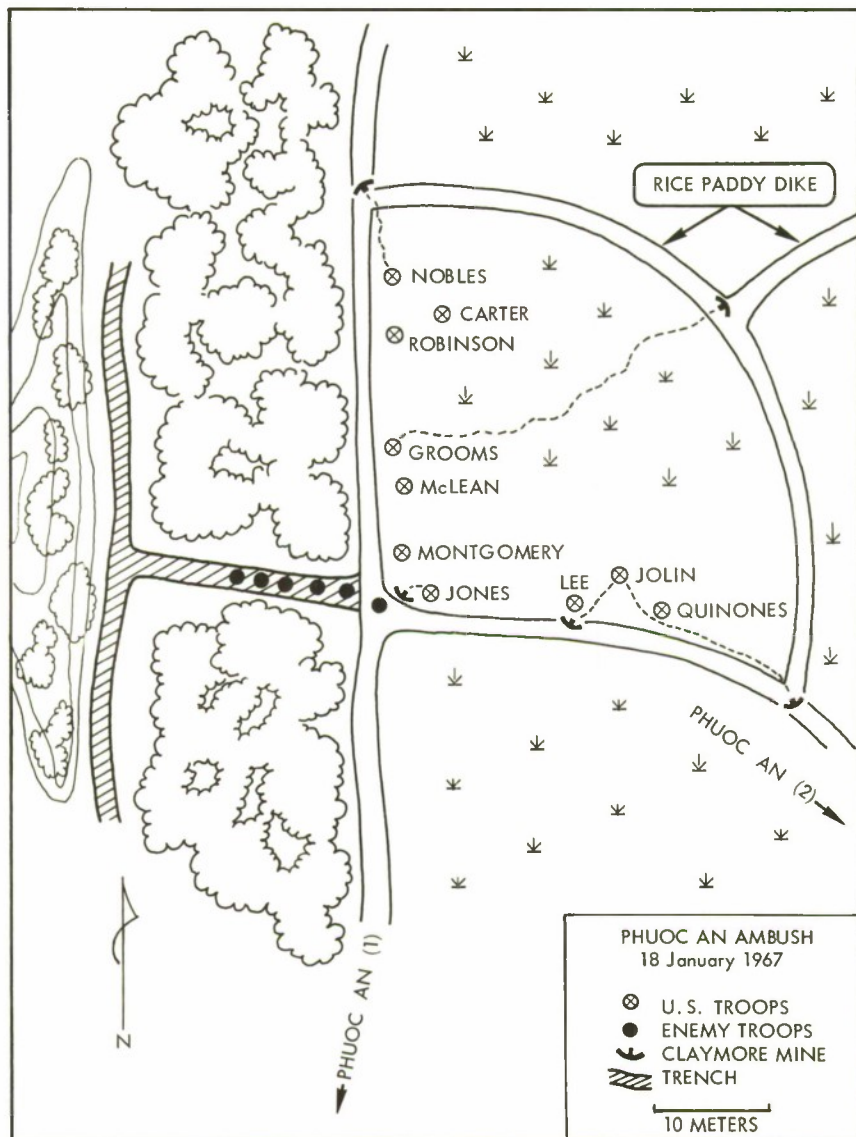 RICE PADDY DIKE
NOBLES
CARTER
ROBINSON
GROOMS
McLEAN
MONTGOMERY
JONES
LEE
JOLIN
QUINONES
PHUOC AN (2)
PHUOC AN (1)
N
PHUOC AN AMBUSH
18 January 1967
U.S. TROOPS
ENEMY TROOPS
CLAYMORE MINE
TRENCH
10 METERS